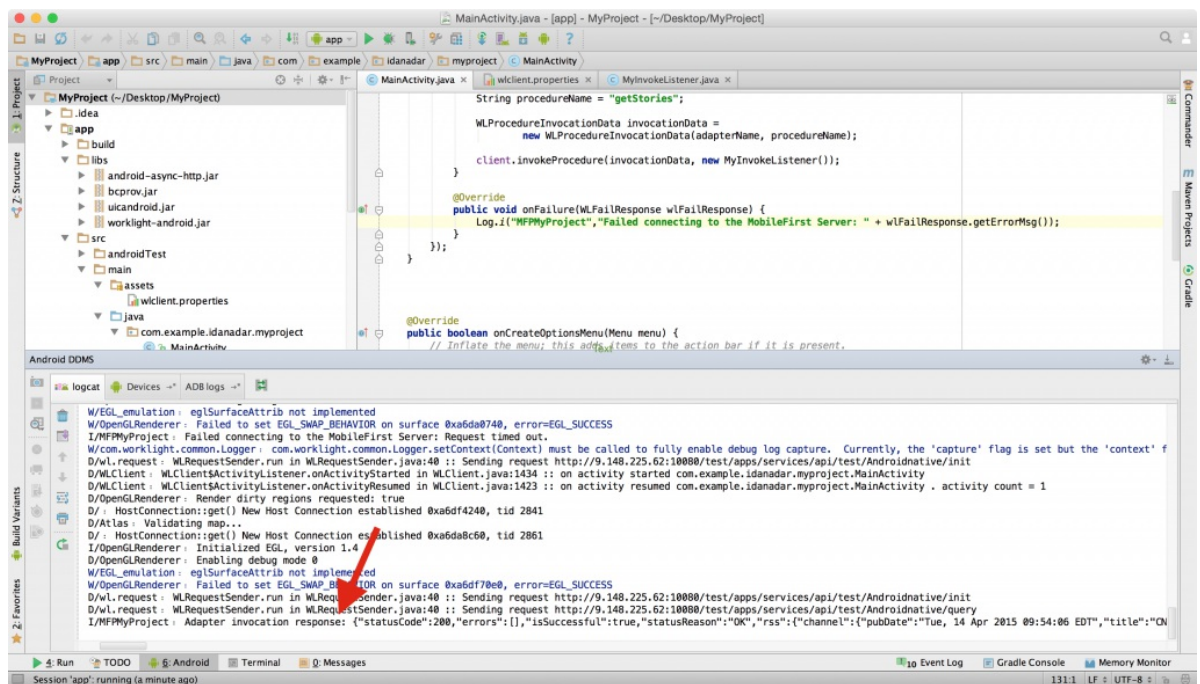 MainActivity.java - [app] - MyProject - [~/Desktop/MyProject]
app
MyProject app src main java com example idanadar myproject MainActivity
Project
MainActivity.java
wlclient.properties
MyInvokeListener.java
1: Project
Z: Structure
Commander
Maven Projects
Gradle
MyProject (~/Desktop/MyProject)
.idea
app
build
libs
android-async-http.jar
bcprov.jar
uicandroid.jar
worklight-android.jar
src
androidTest
main
assets
wlclient.properties
java
com.example.idanadar.myproject
MainActivity
String procedureName = "getStories";
WLProcedureInvocationData invocationData =
new WLProcedureInvocationData(adapterName, procedureName);
client.invokeProcedure(invocationData, new MyInvokeListener());
}
@Override
public void onFailure(WLFailResponse wlFailResponse) {
Log.i("MFPMyProject","Failed connecting to the MobileFirst Server: " + wlFailResponse.getErrorMsg());
}
});
}
@Override
public boolean onCreateOptionsMenu(Menu menu) {
// Inflate the menu; this adds items to the action bar if it is present.
Text
Android DDMS
logcat
Devices
ADB logs
W/EGL_emulation: eglSurfaceAttrib not implemented
W/OpenGLRenderer: Failed to set EGL_SWAP_BEHAVIOR on surface 0xa6da0740, error=EGL_SUCCESS
I/MFPMyProject: Failed connecting to the MobileFirst Server: Request timed out.
W/com.worklight.common.Logger: com.worklight.common.Logger.setContext(Context) must be called to fully enable debug log capture. Currently, the 'capture' flag is set but the 'context' f
D/wl.request: WLRequestSender.run in WLRequestSender.java:40 :: Sending request http://9.148.225.62:10080/test/apps/services/api/test/Androidnative/init
D/WLClient: WLClient$ActivityListener.onActivityStarted in WLClient.java:1434 :: on activity started com.example.idanadar.myproject.MainActivity
D/WLClient: WLClient$ActivityListener.onActivityResumed in WLClient.java:1423 :: on activity resumed com.example.idanadar.myproject.MainActivity . activity count = 1
D/OpenGLRenderer: Render dirty regions requested: true
D/: HostConnection::get() New Host Connection established 0xa6df4240, tid 2841
D/Atlas: Validating map...
D/: HostConnection::get() New Host Connection established 0xa6da8c60, tid 2861
I/OpenGLRenderer: Initialized EGL, version 1.4
D/OpenGLRenderer: Enabling debug mode 0
W/EGL_emulation: eglSurfaceAttrib not implemented
W/OpenGLRenderer: Failed to set EGL_SWAP_BEHAVIOR on surface 0xa6df70e0, error=EGL_SUCCESS
D/wl.request: WLRequestSender.run in WLRequestSender.java:40 :: Sending request http://9.148.225.62:10080/test/apps/services/api/test/Androidnative/init
D/wl.request: WLRequestSender.run in WLRequestSender.java:40 :: Sending request http://9.148.225.62:10080/test/apps/services/api/test/Androidnative/query
I/MFPMyProject: Adapter invocation response: {"statusCode":200,"errors":[],"isSuccessful":true,"statusReason":"OK","rss":{"channel":{"pubDate":"Tue, 14 Apr 2015 09:54:06 EDT","title":"CN
Build Variants
2: Favorites
4: Run
TODO
6: Android
Terminal
0: Messages
10 Event Log
Gradle Console
Memory Monitor
Session 'app': running (a minute ago)
131:1 LF UTF-8